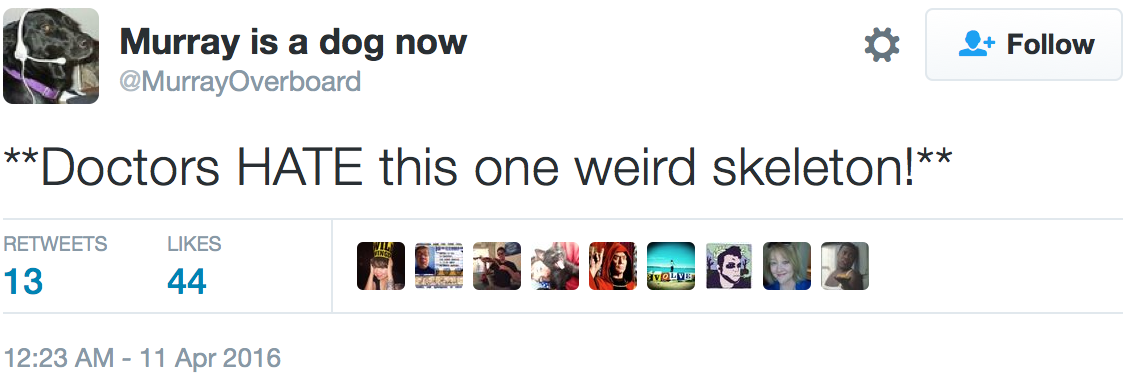 Murray is a dog now
@MurrayOverboard
Follow
**Doctors HATE this one weird skeleton!**
RETWEETS
13
LIKES
44
12:23 AM - 11 Apr 2016